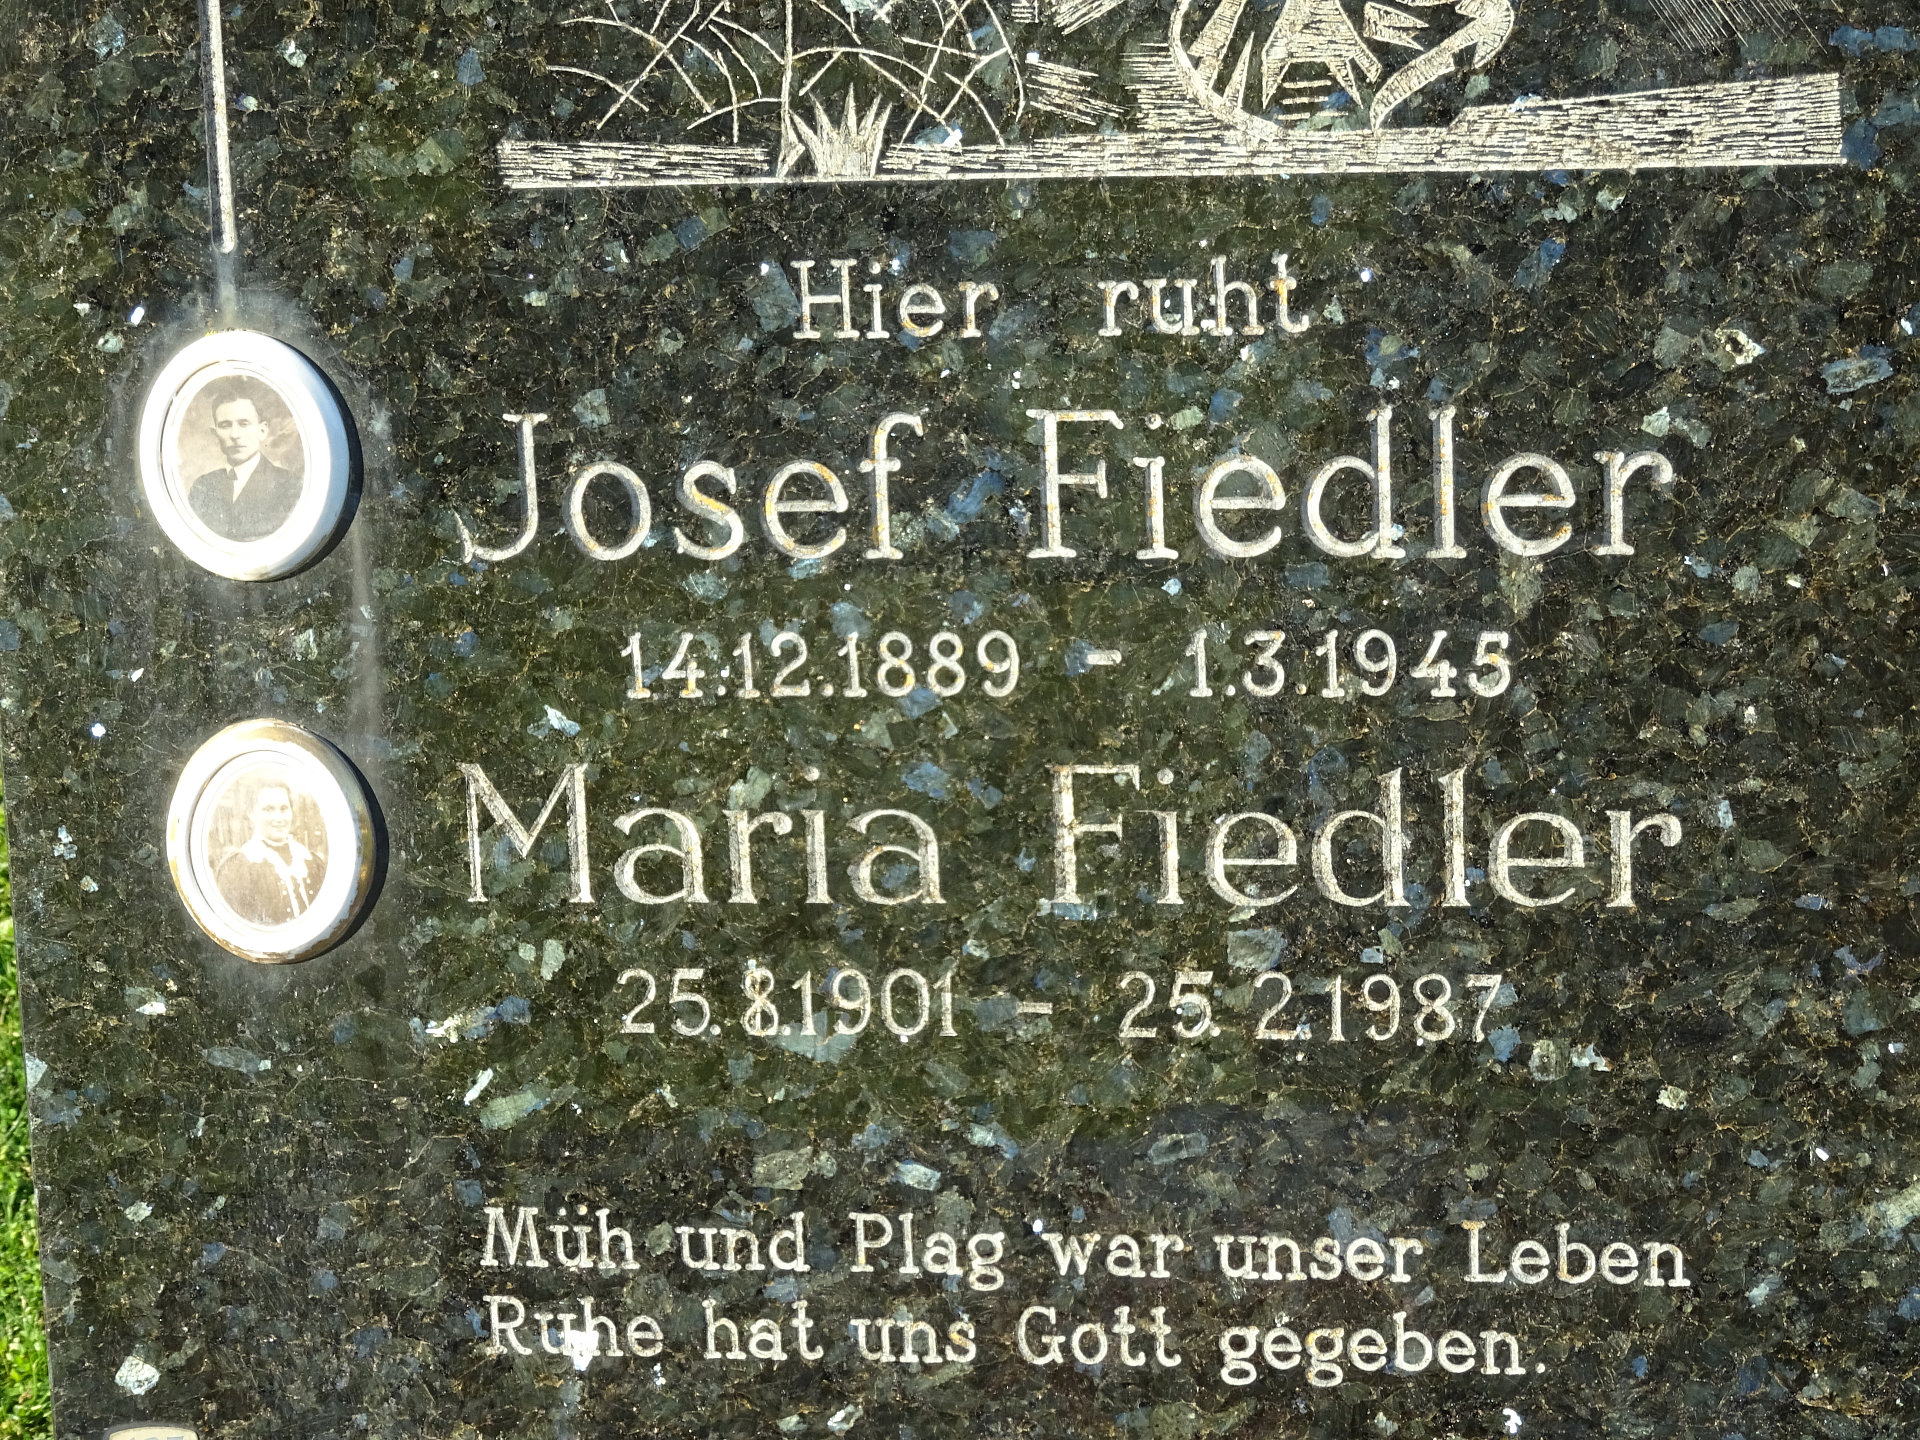 Hier ruht
Josef Fiedler
14.12.1889 - 1.3.1945
Maria Fiedler
25.8.1901 - 25.2.1987
Müh und Plag war unser Leben
Ruhe hat uns Gott gegeben.